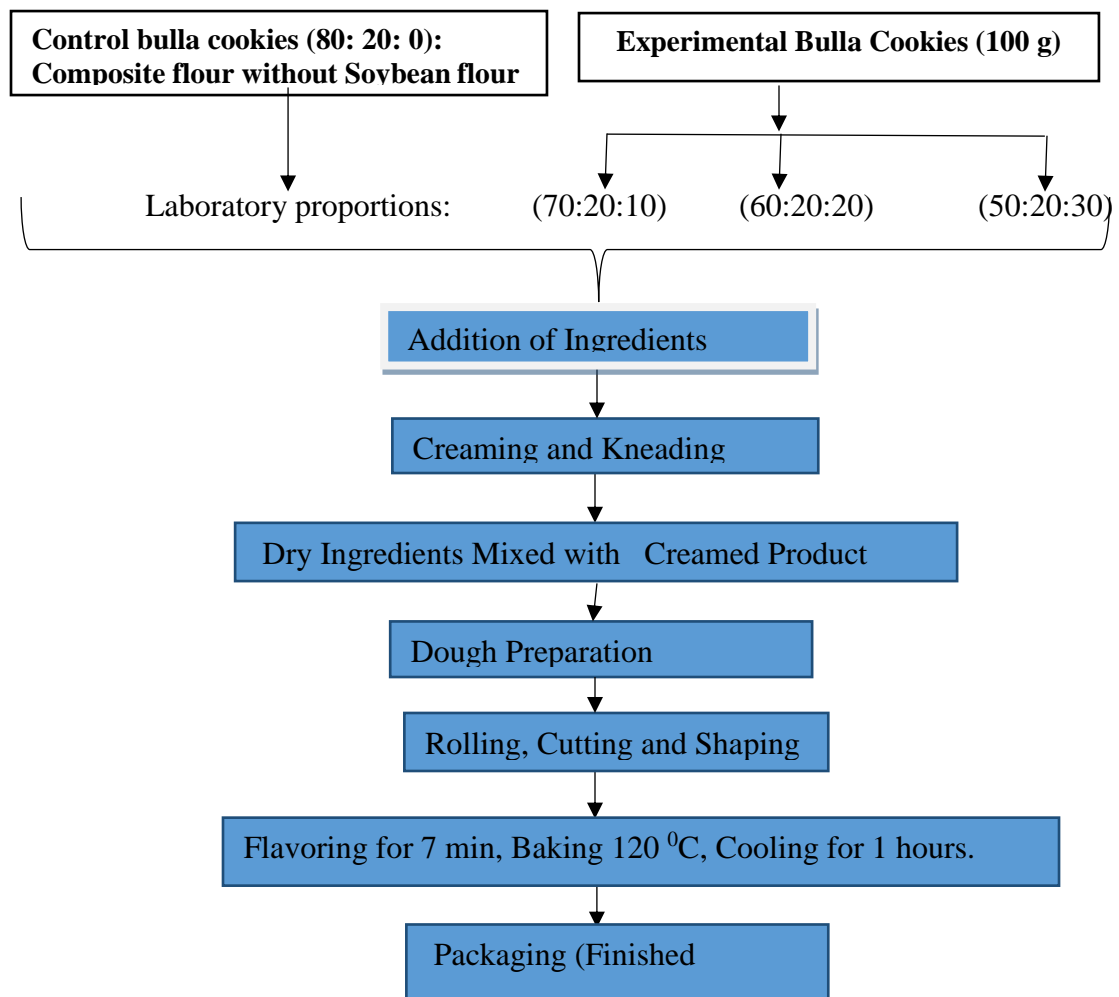 Control bulla cookies (80: 20: 0):
Composite flour without Soybean flour
Experimental Bulla Cookies (100 g)
Laboratory proportions: (70:20:10) (60:20:20) (50:20:30)
Addition of Ingredients
Creaming and Kneading
Dry Ingredients Mixed with Creamed Product
Dough Preparation
Rolling, Cutting and Shaping
Flavoring for 7 min, Baking 120 ⁰C, Cooling for 1 hours.
Packaging (Finished